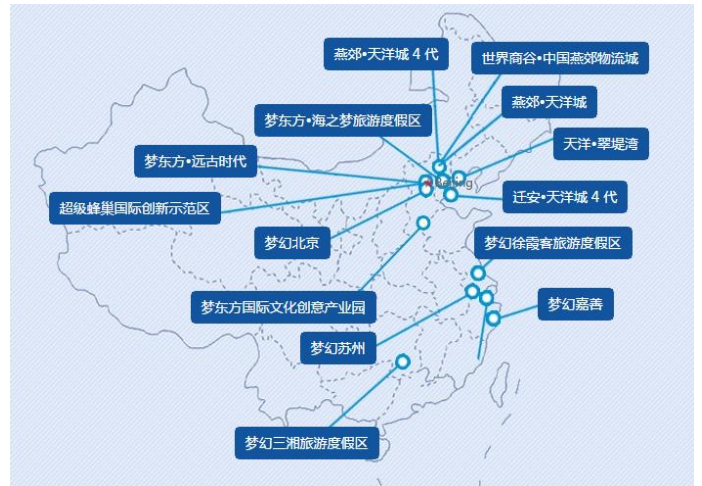 燕郊•天洋城 4 代
世界商谷•中国燕郊物流城
燕郊•天洋城
梦东方•海之梦旅游度假区
天洋•翠堤湾
梦东方•远古时代
Beijing
迁安•天洋城 4 代
超级蜂巢国际创新示范区
梦幻北京
梦幻徐霞客旅游度假区
梦东方国际文化创意产业园
梦幻嘉善
梦幻苏州
梦幻三湘旅游度假区